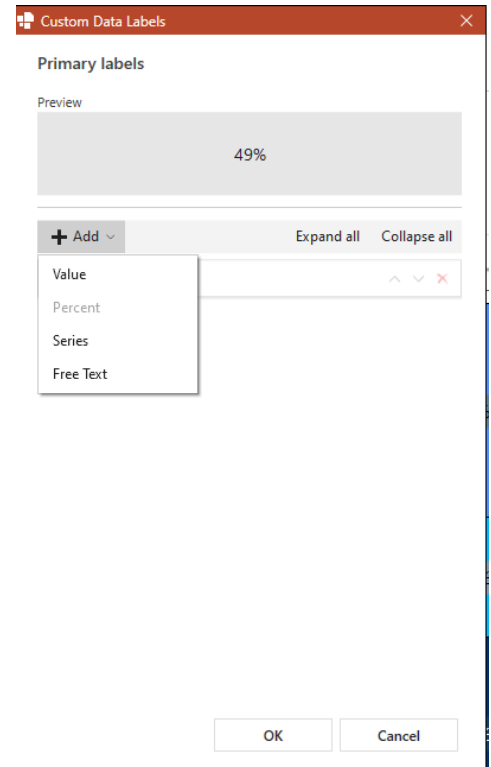 Custom Data Labels
Primary labels
Preview
49%
Add
Expand all Collapse all
Value
Percent
Series
Free Text
OK Cancel